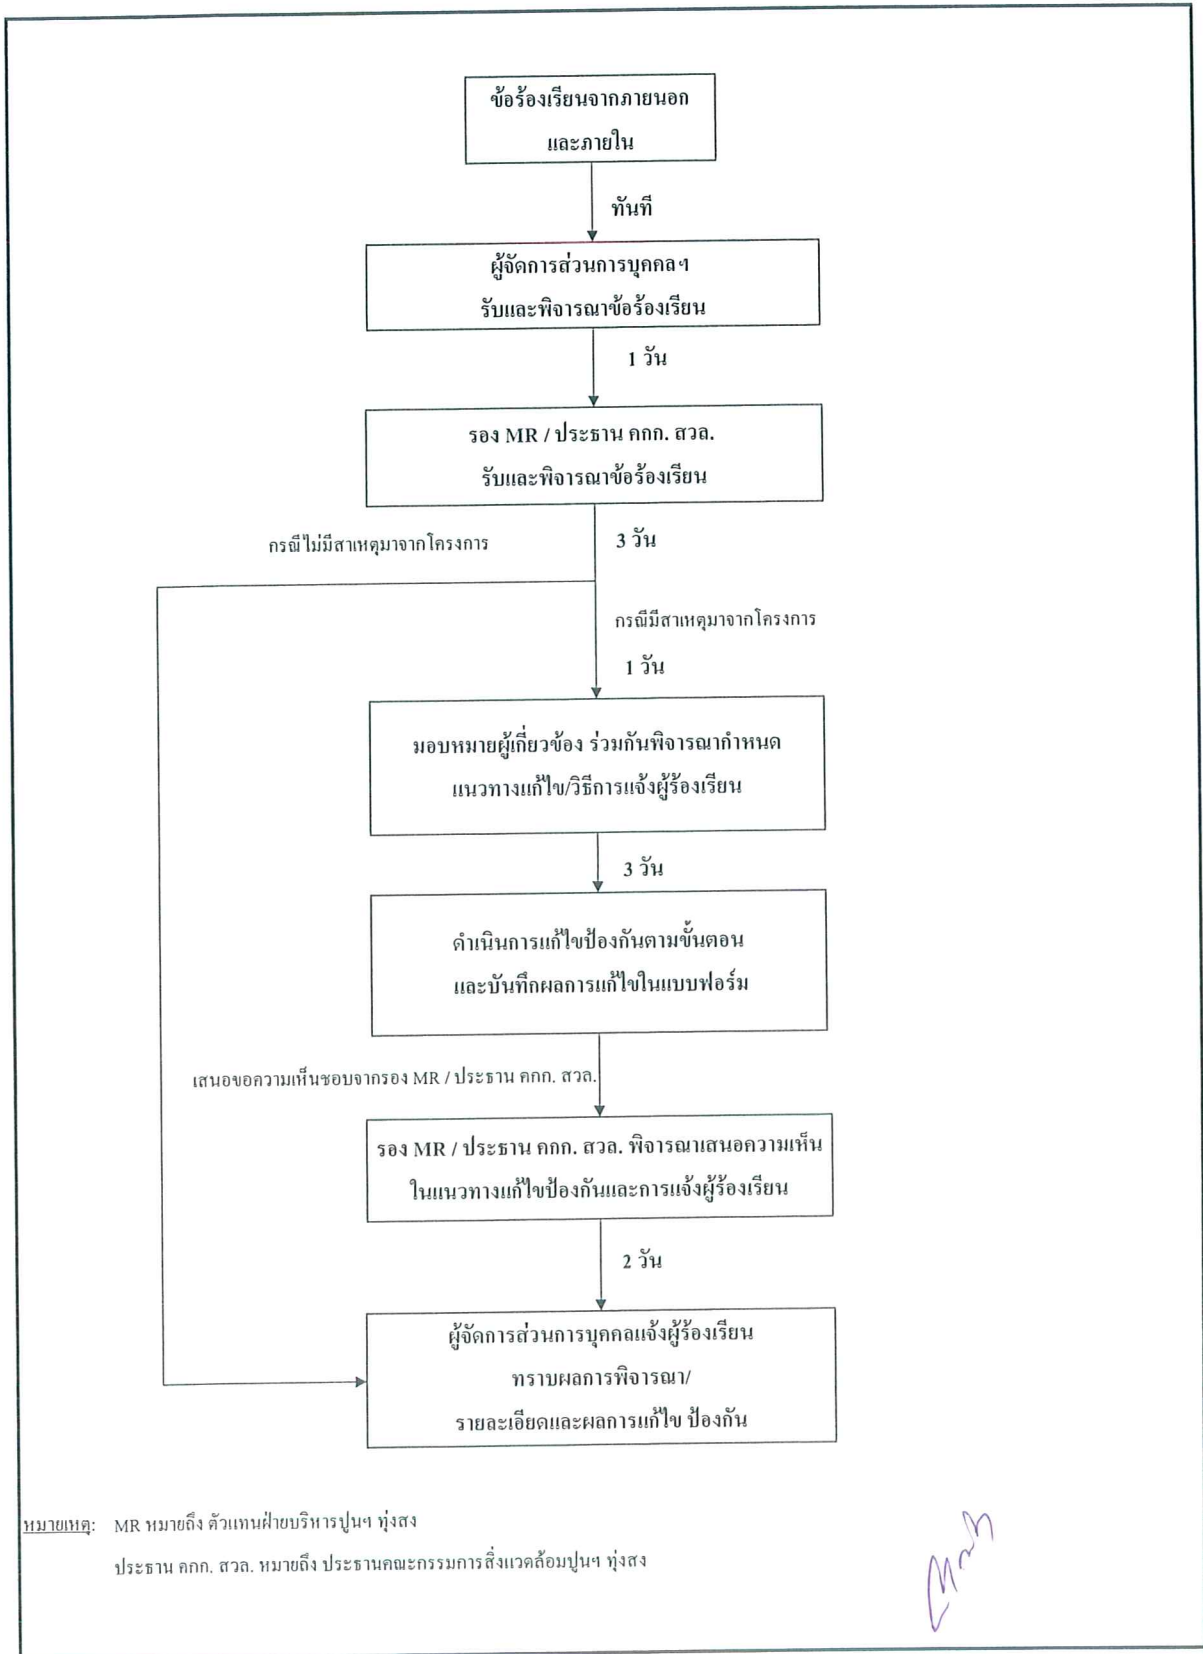 ข้อร้องเรียนจากภายนอก
และภายใน
ทันที
ผู้จัดการส่วนการบุคคลฯ
รับและพิจารณาข้อร้องเรียน
1 วัน
รอง MR / ประธาน คกก. สวล.
รับและพิจารณาข้อร้องเรียน
กรณีไม่มีสาเหตุมาจากโครงการ
3 วัน
กรณีมีสาเหตุมาจากโครงการ
1 วัน
มอบหมายผู้เกี่ยวข้อง ร่วมกันพิจารณากำหนด
แนวทางแก้ไข/วิธีการแจ้งผู้ร้องเรียน
3 วัน
ดำเนินการแก้ไขป้องกันตามขั้นตอน
และบันทึกผลการแก้ไขในแบบฟอร์ม
เสนอขอความเห็นชอบจากรอง MR / ประธาน คกก. สวล.
รอง MR / ประธาน คกก. สวล. พิจารณาเสนอความเห็น
ในแนวทางแก้ไขป้องกันและการแจ้งผู้ร้องเรียน
2 วัน
ผู้จัดการส่วนการบุคคลแจ้งผู้ร้องเรียน
ทราบผลการพิจารณา/
รายละเอียดและผลการแก้ไข ป้องกัน
หมายเหตุ: MR หมายถึง ตัวแทนฝ่ายบริหารปูนฯ ทุ่งสง
ประธาน คกก. สวล. หมายถึง ประธานคณะกรรมการสิ่งแวดล้อมปูนฯ ทุ่งสง